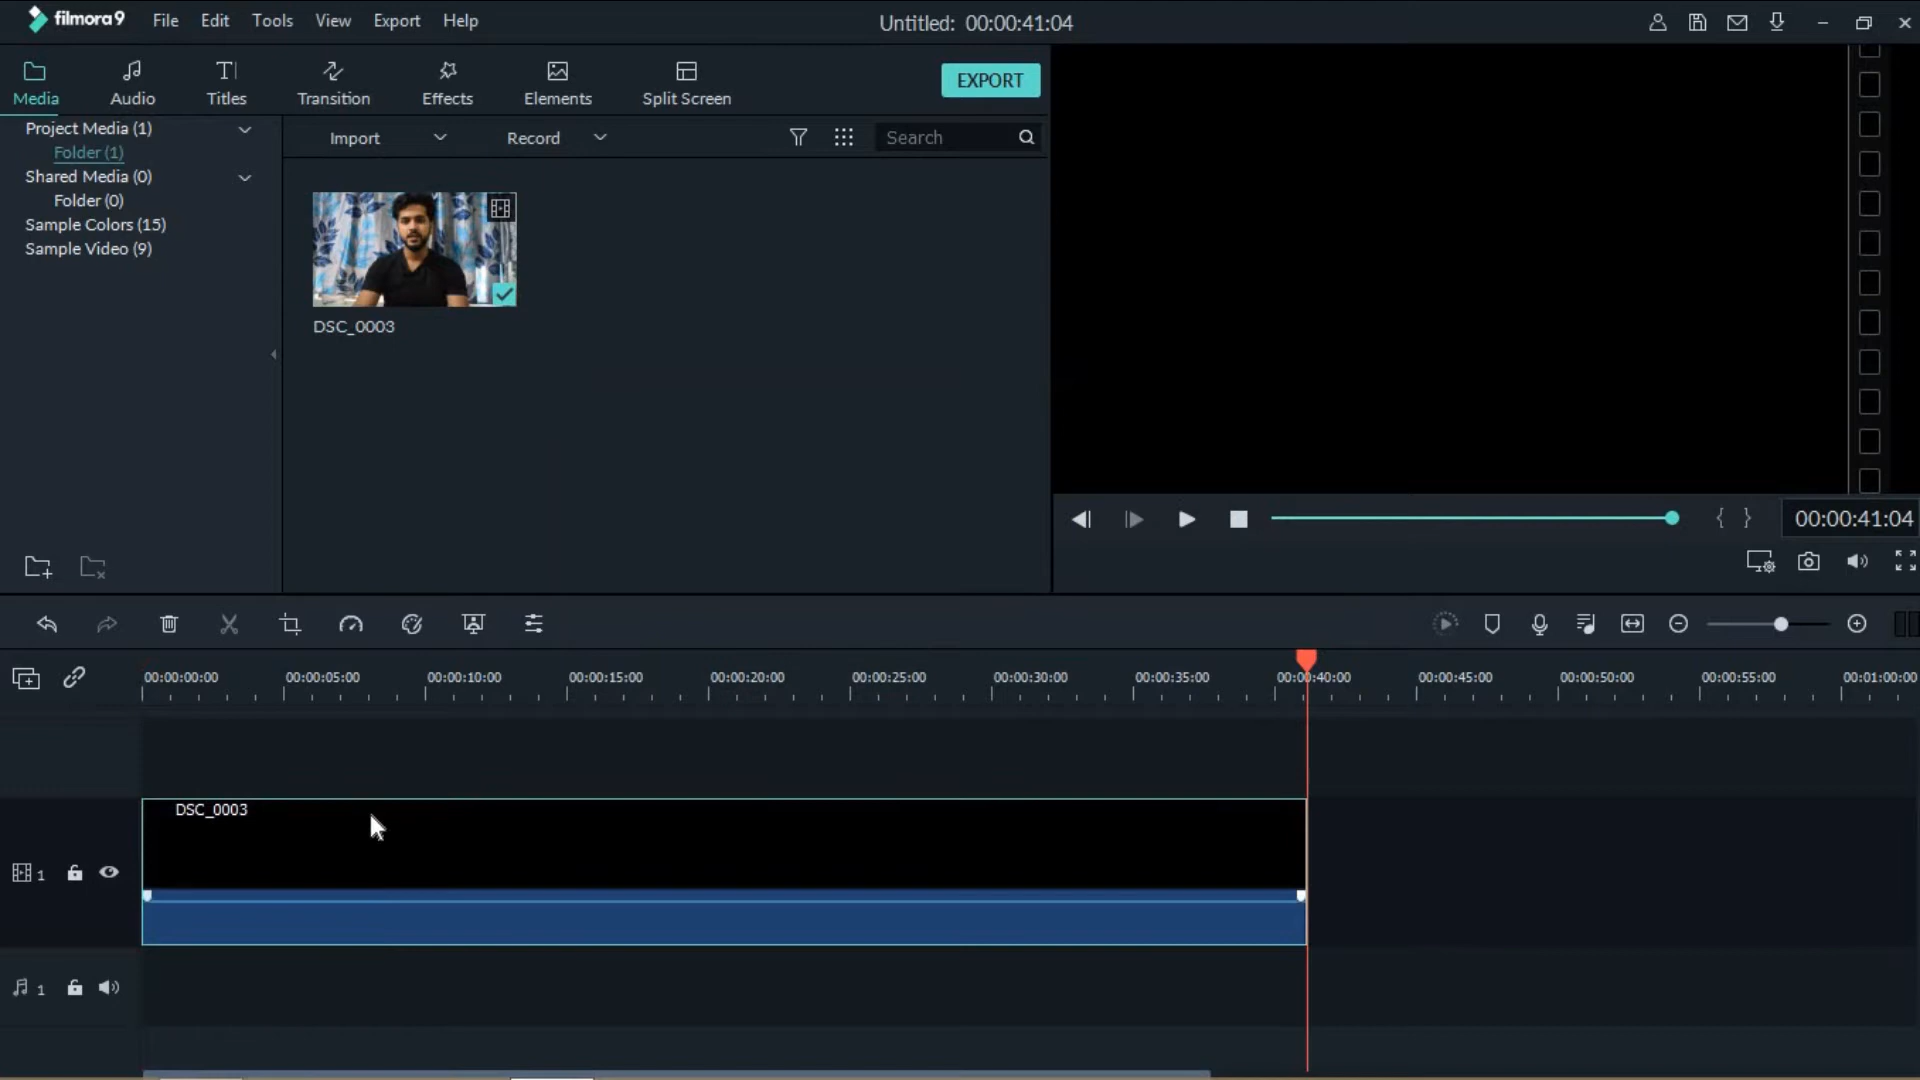 filmora9 File Edit Tools View Export Help Untitled: 00:00:41:04
Media Audio Titles Transition Effects Elements Split Screen EXPORT
Project Media (1)
Folder (1)
Shared Media (0)
Folder (0)
Sample Colors (15)
Sample Video (9)
Import Record Search
DSC_0003
{ } 00:00:41:04
00:00:00:00 00:00:05:00 00:00:10:00 00:00:15:00 00:00:20:00 00:00:25:00 00:00:30:00 00:00:35:00 00:00:40:00 00:00:45:00 00:00:50:00 00:00:55:00 00:01:00:00
DSC_0003
1
1